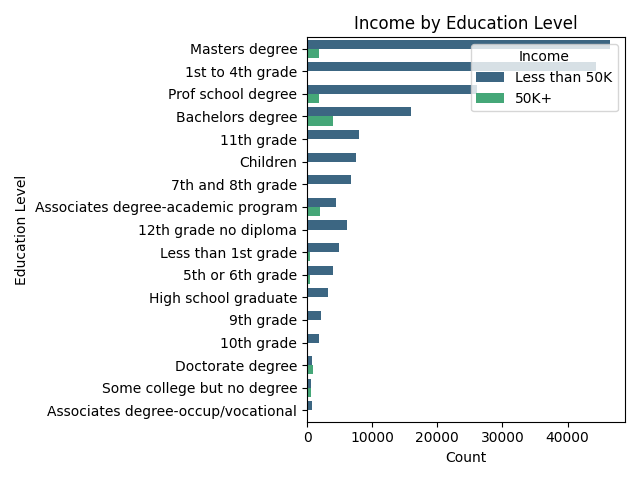 Income by Education Level
Income
Less than 50K
50K+
Education Level
Masters degree
1st to 4th grade
Prof school degree
Bachelors degree
11th grade
Children
7th and 8th grade
Associates degree-academic program
12th grade no diploma
Less than 1st grade
5th or 6th grade
High school graduate
9th grade
10th grade
Doctorate degree
Some college but no degree
Associates degree-occup/vocational
0 10000 20000 30000 40000
Count